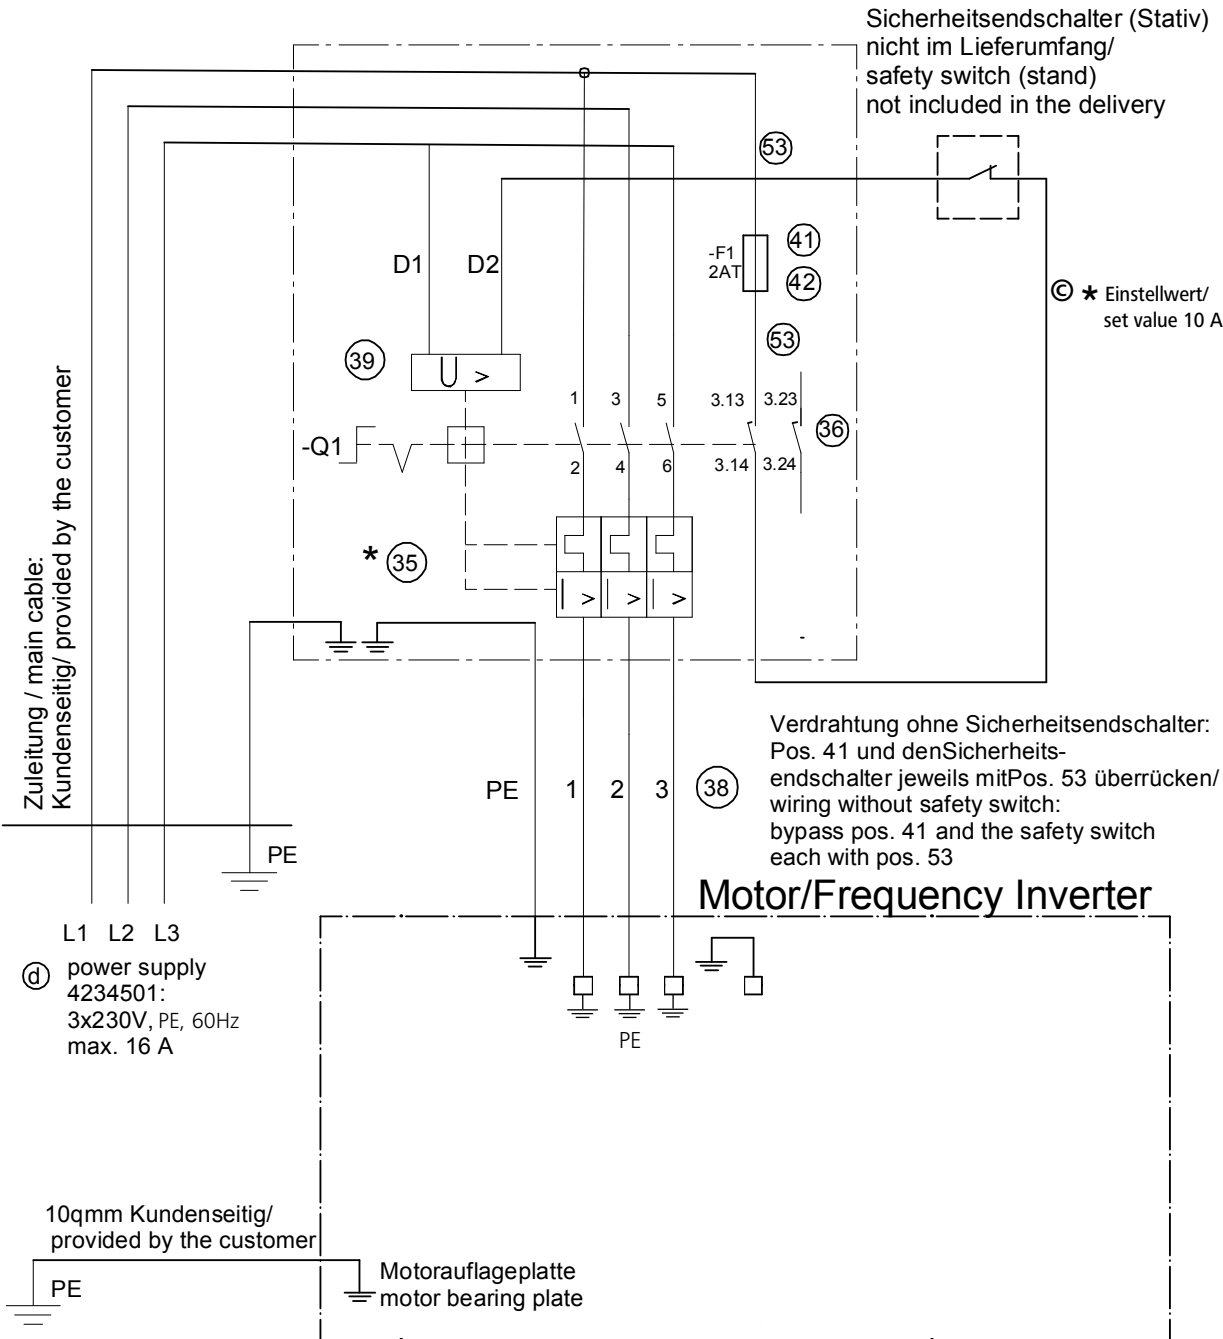 Sicherheitsendschalter (Stativ)
nicht im Lieferumfang/
safety switch (stand)
not included in the delivery
53
41
-F1
2AT
42
D1 D2
© * Einstellwert/
set value 10 A
53
39
U >
1 3 5 3.13 3.23
36
-Q1
2 4 6 3.14 3.24
* 35
I > I > I >
Zuleitung / main cable:
Kundenseitig/ provided by the customer
Verdrahtung ohne Sicherheitsendschalter:
Pos. 41 und denSicherheits-
endschalter jeweils mitPos. 53 überrücken/
wiring without safety switch:
bypass pos. 41 and the safety switch
each with pos. 53
PE 1 2 3 38
PE
Motor/Frequency Inverter
L1 L2 L3
ⓓ power supply
4234501:
3x230V, PE, 60Hz
max. 16 A
PE
10qmm Kundenseitig/
provided by the customer
PE
Motorauflageplatte
motor bearing plate